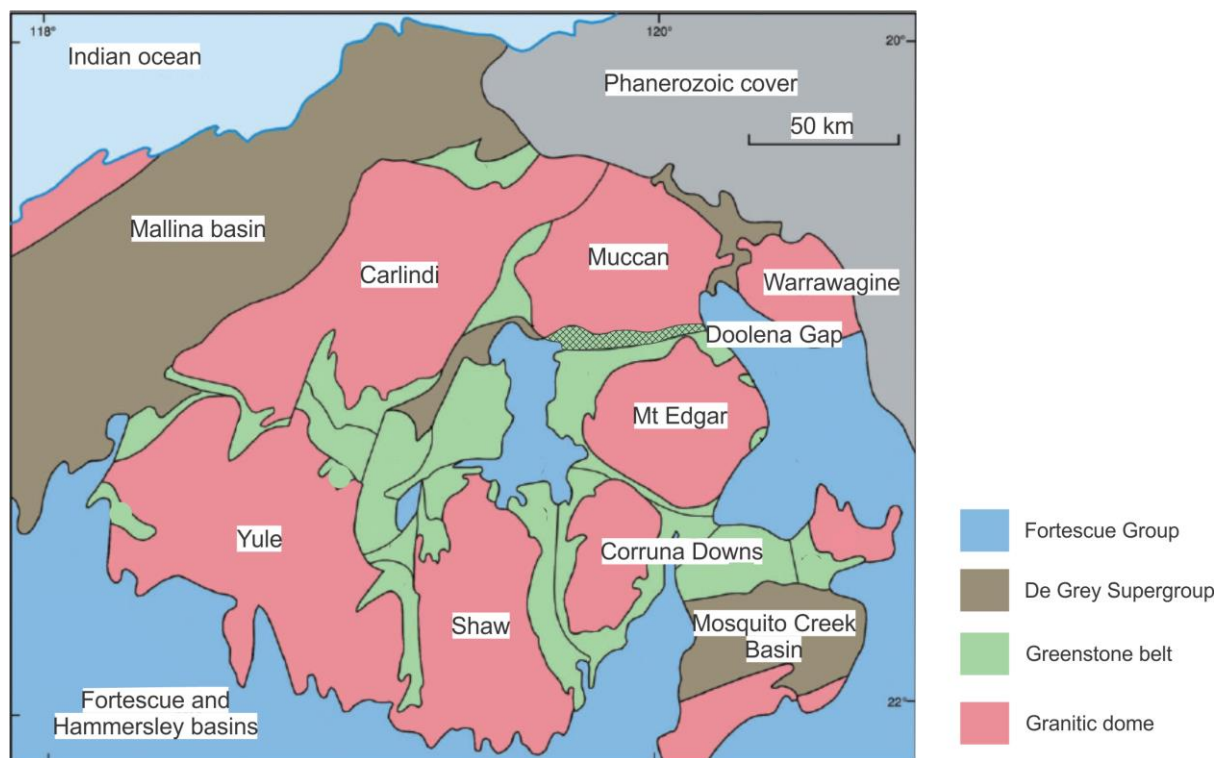 118°
120°
20°
Indian ocean
Phanerozoic cover
50 km
Mallina basin
Carlindi
Muccan
Warrawagine
Doolena Gap
Mt Edgar
Yule
Corruna Downs
Shaw
Mosquito Creek
Basin
Fortescue and
Hammersley basins
22°
Fortescue Group
De Grey Supergroup
Greenstone belt
Granitic dome